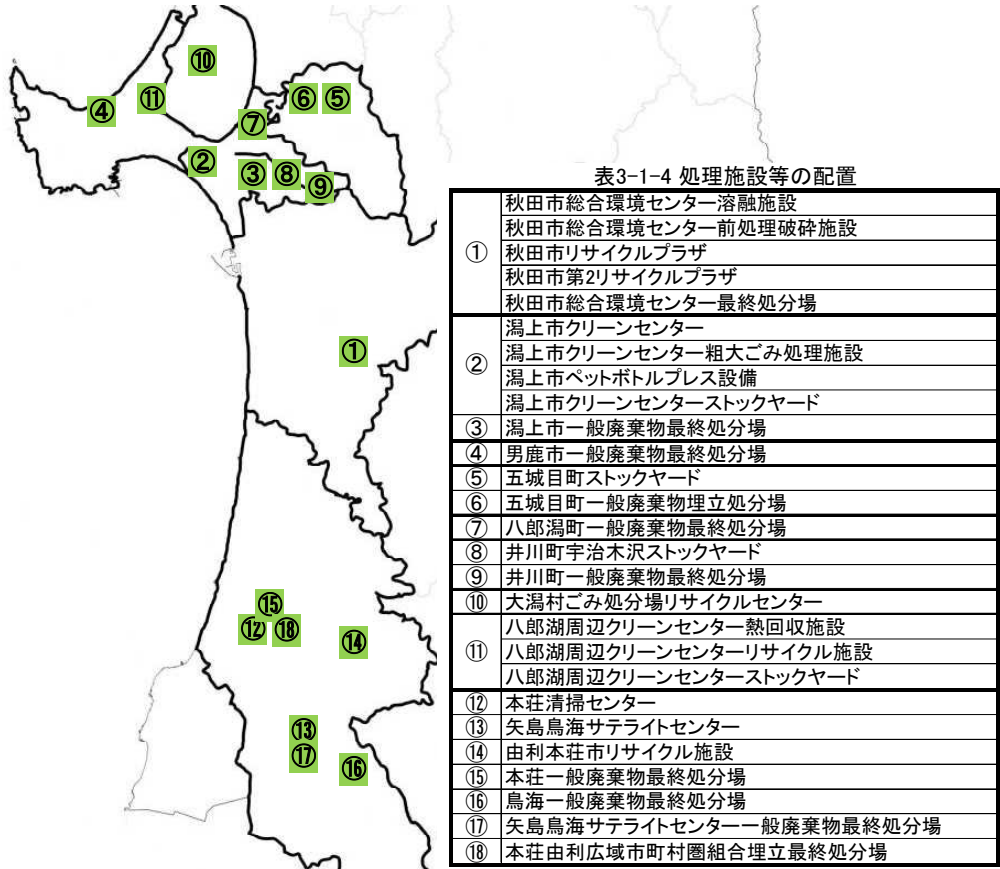 ⑩
⑪
④
⑥
⑤
⑦
②
③
⑧
⑨
①
⑮
⑫
⑱
⑭
⑬
⑰
⑯
表3-1-4 処理施設等の配置
①
秋田市総合環境センター溶融施設
秋田市総合環境センター前処理破砕施設
秋田市リサイクルプラザ
秋田市第2リサイクルプラザ
秋田市総合環境センター最終処分場
②
潟上市クリーンセンター
潟上市クリーンセンター粗大ごみ処理施設
潟上市ペットボトルプレス設備
潟上市クリーンセンターストックヤード
③ 潟上市一般廃棄物最終処分場
④ 男鹿市一般廃棄物最終処分場
⑤ 五城目町ストックヤード
⑥ 五城目町一般廃棄物埋立処分場
⑦ 八郎潟町一般廃棄物最終処分場
⑧ 井川町宇治木沢ストックヤード
⑨ 井川町一般廃棄物最終処分場
⑩ 大潟村ごみ処分場リサイクルセンター
⑪
八郎湖周辺クリーンセンター熱回収施設
八郎湖周辺クリーンセンターリサイクル施設
八郎湖周辺クリーンセンターストックヤード
⑫ 本荘清掃センター
⑬ 矢島鳥海サテライトセンター
⑭ 由利本荘市リサイクル施設
⑮ 本荘一般廃棄物最終処分場
⑯ 鳥海一般廃棄物最終処分場
⑰ 矢島鳥海サテライトセンター一般廃棄物最終処分場
⑱ 本荘由利広域市町村圏組合埋立最終処分場